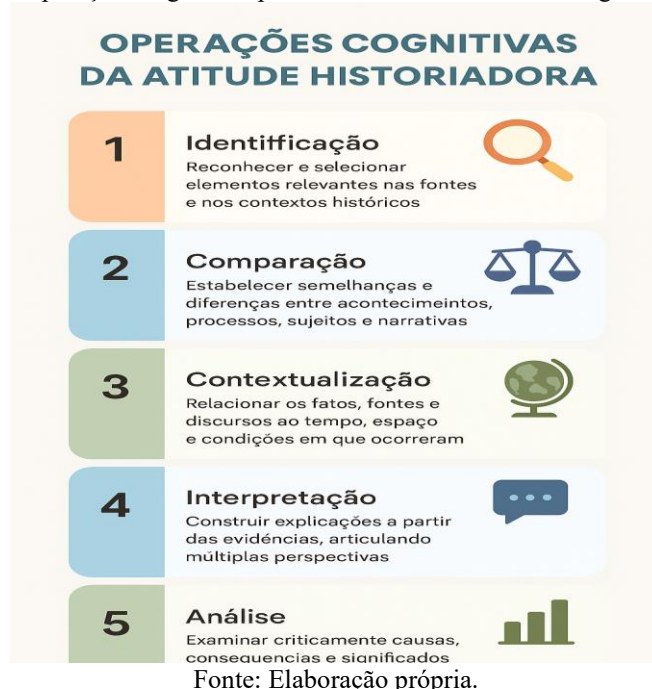 OPERAÇÕES COGNITIVAS
DA ATITUDE HISTORIADORA
1
Identifficação
Reconhecer e selecionar
elementos relevantes nas fontes
e nos contextos históricos
2
Comparação
Estabelecer semelhanças e
diferenças entre acontecimeintos,
processos, sujeitos e narrativas
3
Contextualização
Relacionar os fatos, fontes e
discursos ao tempo, espaço
e condições em que ocorreram
4
Interpretação
Construir explicações a partir
das evidéncias, articulando
múltiplas perspectivas
5
Análise
Examinar criticamente causas,
consequencias e significados
Fonte: Elaboração própria.